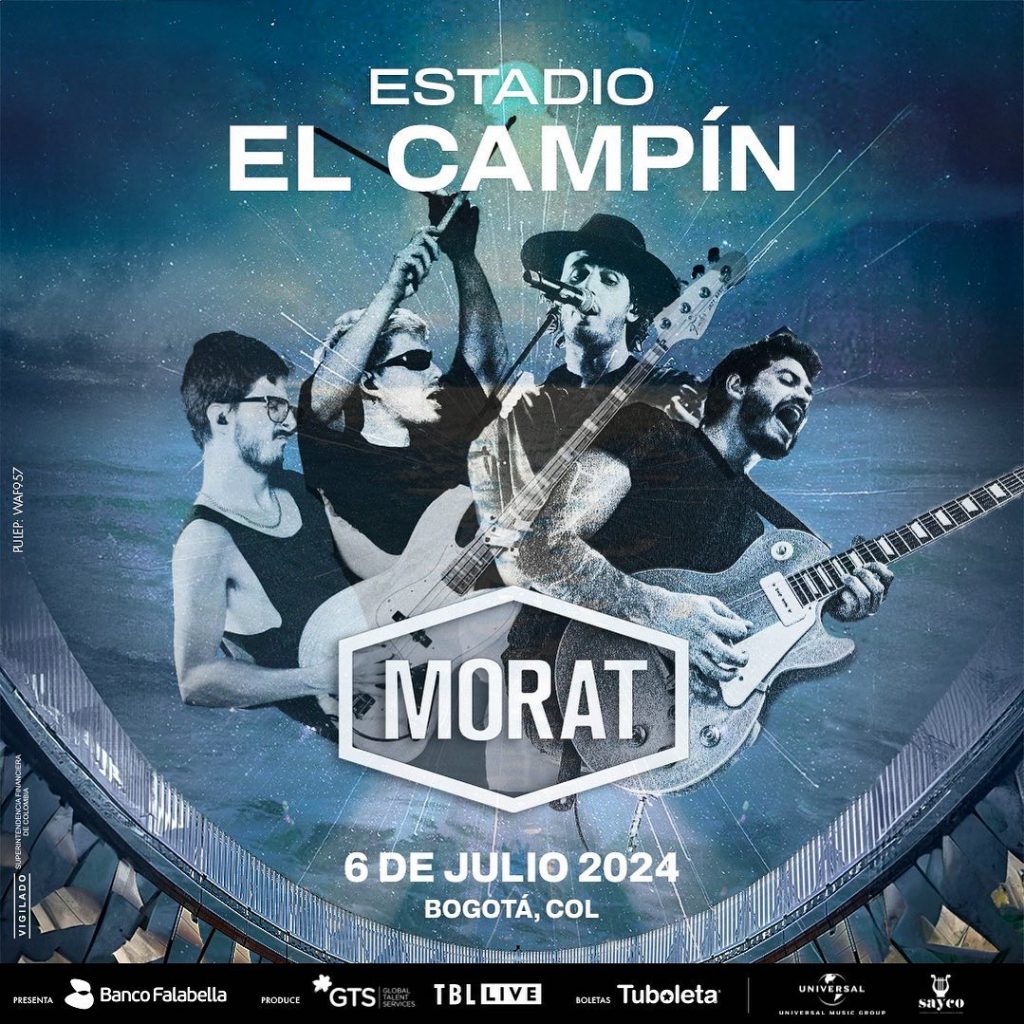 ESTADIO
EL CAMPÍN
MORAT
6 DE JULIO 2024
BOGOTÁ, COL
PULEP: WAF957
VIGILADO SUPERINTENDENCIA FINANCIERA
DE COLOMBIA
PRESENTA Banco Falabella PRODUCE GTS GLOBAL TALENT SERVICES TBL LIVE BOLETAS Tuboleta UNIVERSAL UNIVERSAL MUSIC GROUP sayco